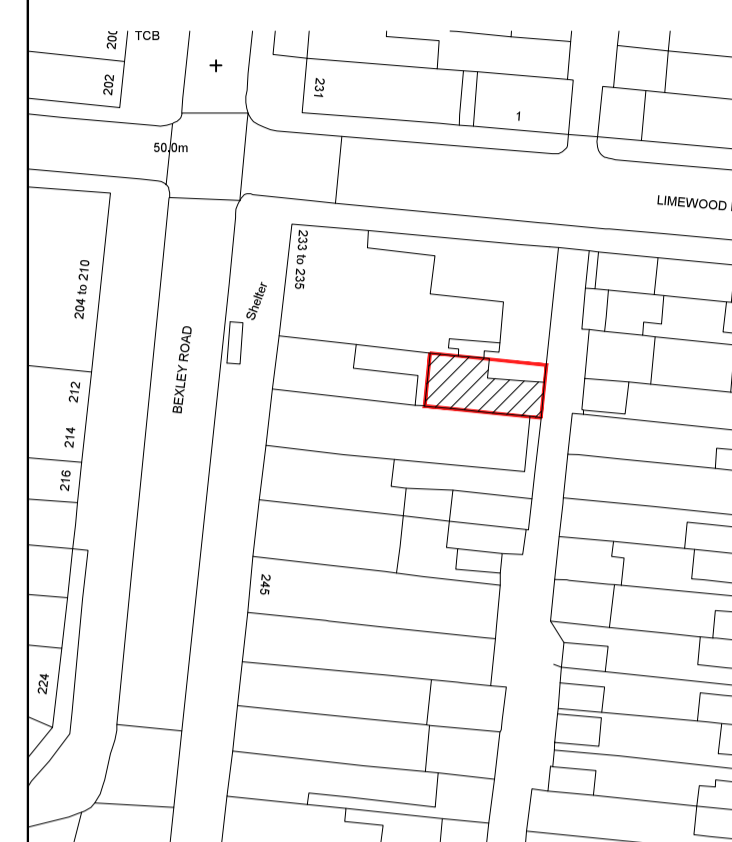 200
TCB
202
231
1
50.0m
LIMEWOOD
233 to 235
204 to 210
Shelter
BEXLEY ROAD
212
214
216
245
224